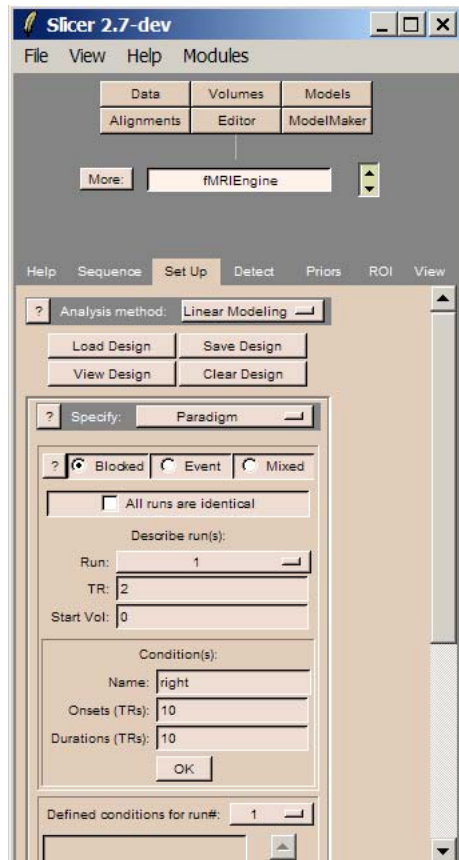 Slicer 2.7-dev
File View Help Modules
Data Volumes Models
Alignments Editor ModelMaker
More: fMRIEngine
Help Sequence Set Up Detect Priors ROI View
? Analysis method: Linear Modeling
Load Design Save Design
View Design Clear Design
? Specify: Paradigm
? Blocked Event Mixed
All runs are identical
Describe run(s):
Run: 1
TR: 2
Start Vol: 0
Condition(s):
Name: right
Onsets (TRs): 10
Durations (TRs): 10
OK
Defined conditions for run#: 1